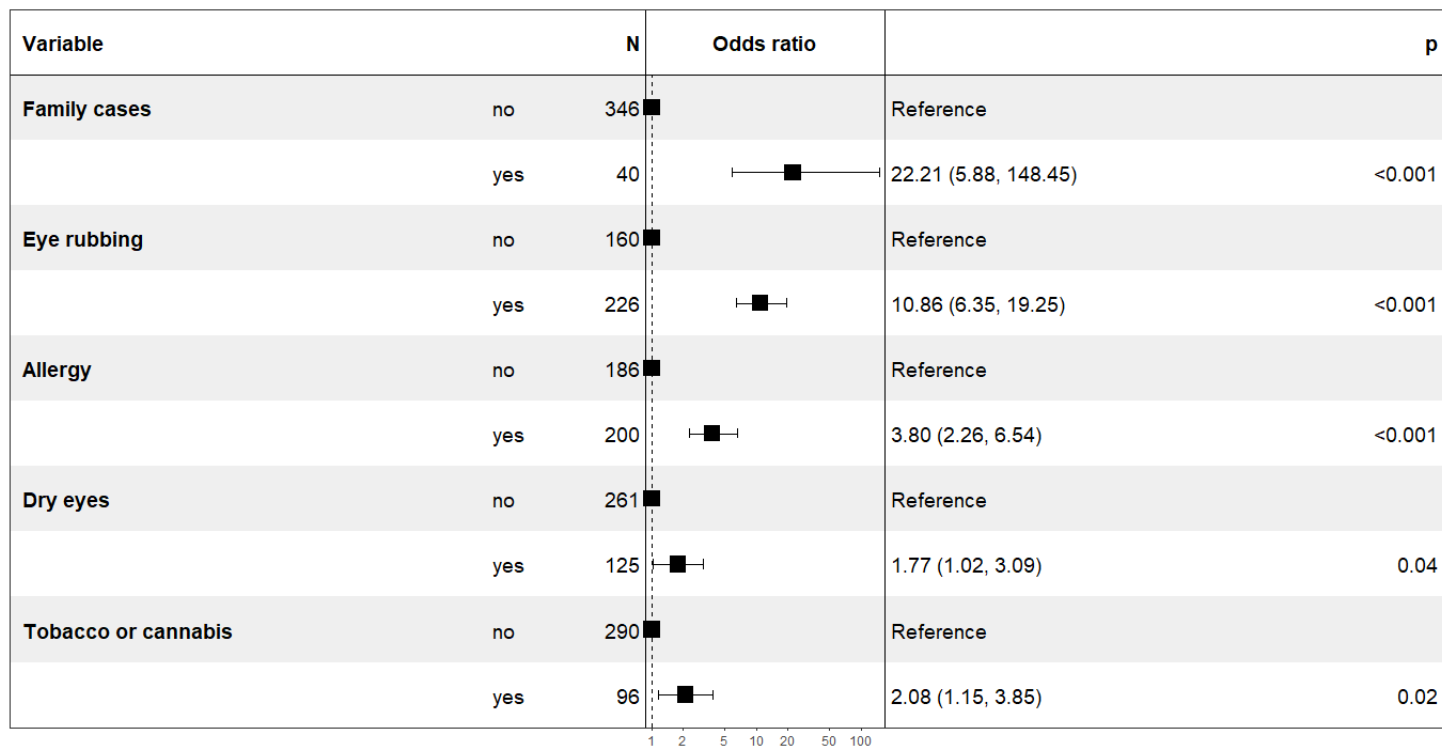 Variable N Odds ratio p
Family cases no 346 Reference
yes 40 22.21 (5.88, 148.45) <0.001
Eye rubbing no 160 Reference
yes 226 10.86 (6.35, 19.25) <0.001
Allergy no 186 Reference
yes 200 3.80 (2.26, 6.54) <0.001
Dry eyes no 261 Reference
yes 125 1.77 (1.02, 3.09) 0.04
Tobacco or cannabis no 290 Reference
yes 96 2.08 (1.15, 3.85) 0.02
1 2 5 10 20 50 100